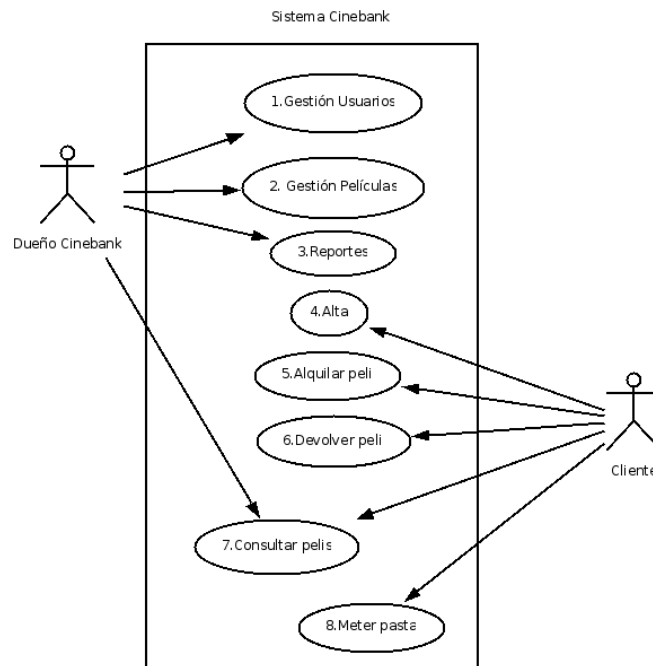 Sistema Cinebank
1.Gestión Usuarios
2. Gestión Películas
Dueño Cinebank
3.Reportes
4.Alta
5.Alquilar peli
6.Devolver peli
Cliente
7.Consultar pelis
8.Meter pasta